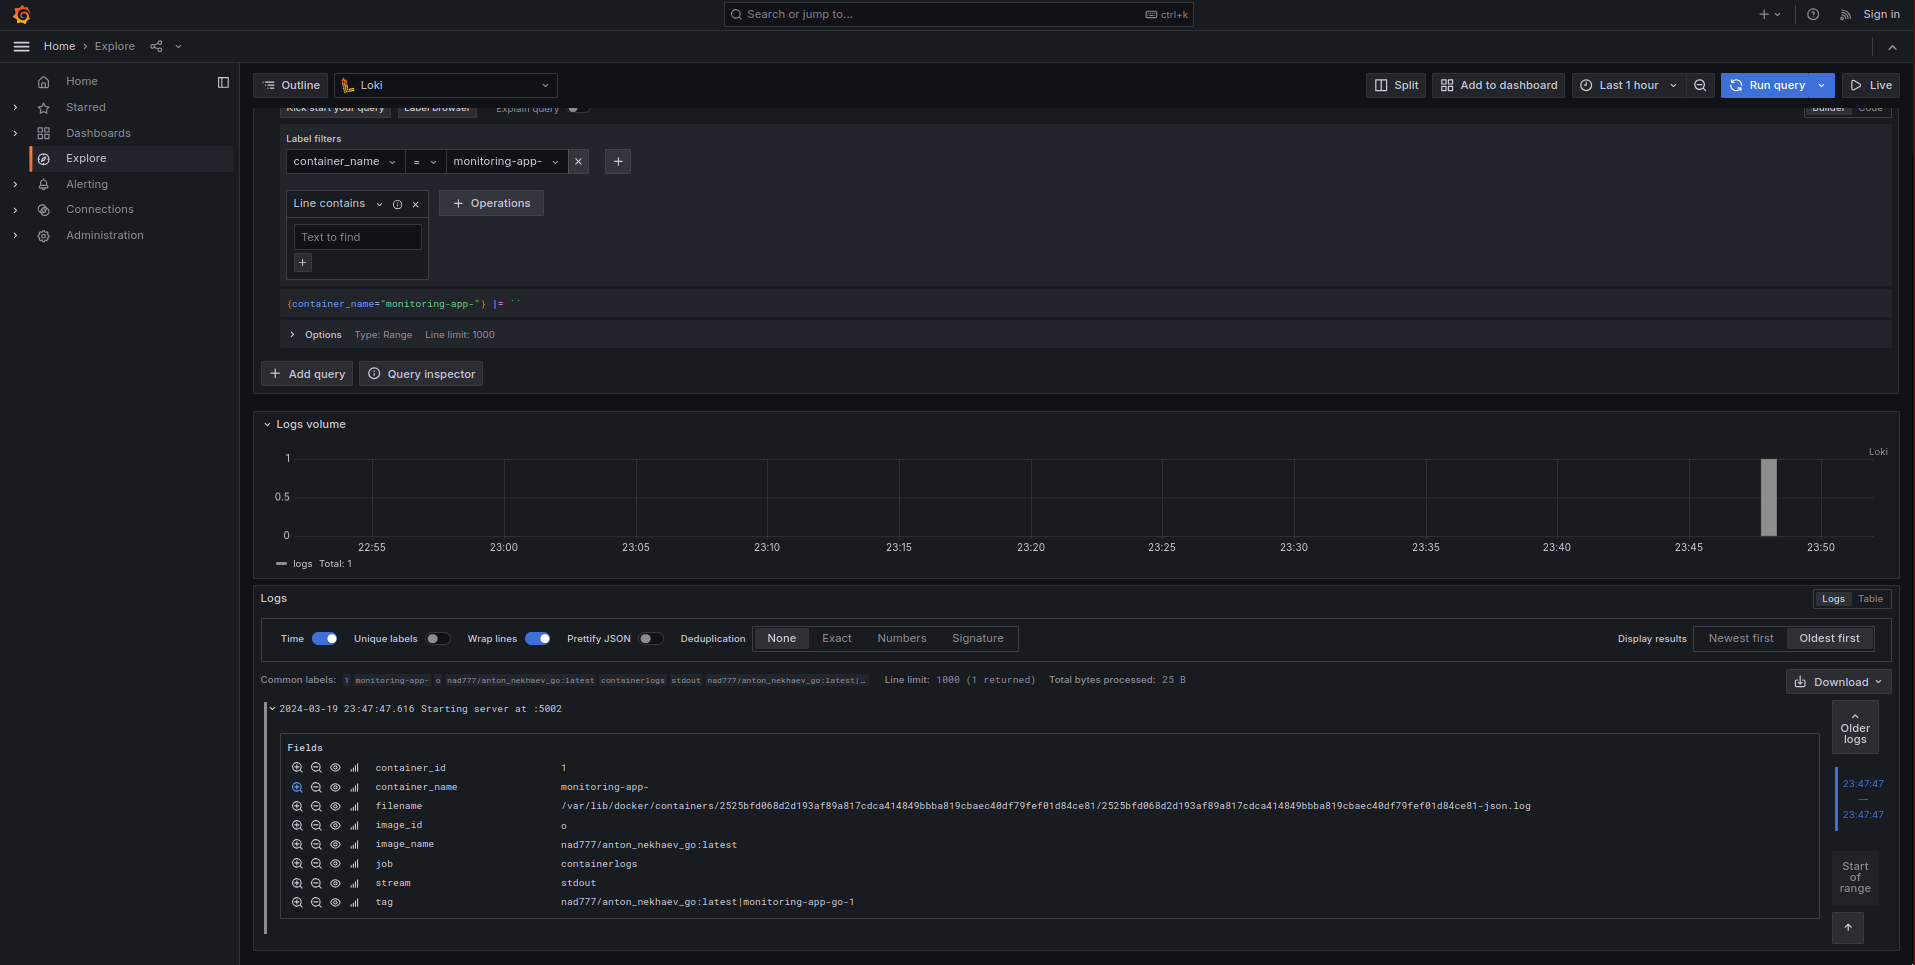 Search or jump to...
ctrl+k
Sign in
Home › Explore
Home
Starred
Dashboards
Explore
Alerting
Connections
Administration
Outline
Loki
Split
Add to dashboard
Last 1 hour
Run query
Live
Kick start your query
Label browser
Explain query
Builder
Code
Label filters
container_name
=
monitoring-app-
Line contains
Operations
Text to find
{container_name="monitoring-app-"} |= ``
Options Type: Range Line limit: 1000
Add query
Query inspector
Logs volume
Loki
1
0.5
0
22:55 23:00 23:05 23:10 23:15 23:20 23:25 23:30 23:35 23:40 23:45 23:50
logs Total: 1
Logs
Logs Table
Time
Unique labels
Wrap lines
Prettify JSON
Deduplication
None Exact Numbers Signature
Display results
Newest first Oldest first
Common labels: 1 monitoring-app- o nad777/anton_nekhaev_go:latest containerlogs stdout nad777/anton_nekhaev_go:latest|… Line limit: 1000 (1 returned) Total bytes processed: 25 B
Download
2024-03-19 23:47:47.616 Starting server at :5002
Older logs
Fields
container_id 1
container_name monitoring-app-
filename /var/lib/docker/containers/2525bfd068d2d193af89a817cdca414849bbba819cbaec40df79fef01d84ce81/2525bfd068d2d193af89a817cdca414849bbba819cbaec40df79fef01d84ce81-json.log
image_id o
image_name nad777/anton_nekhaev_go:latest
job containerlogs
stream stdout
tag nad777/anton_nekhaev_go:latest|monitoring-app-go-1
23:47:47
—
23:47:47
Start
of
range